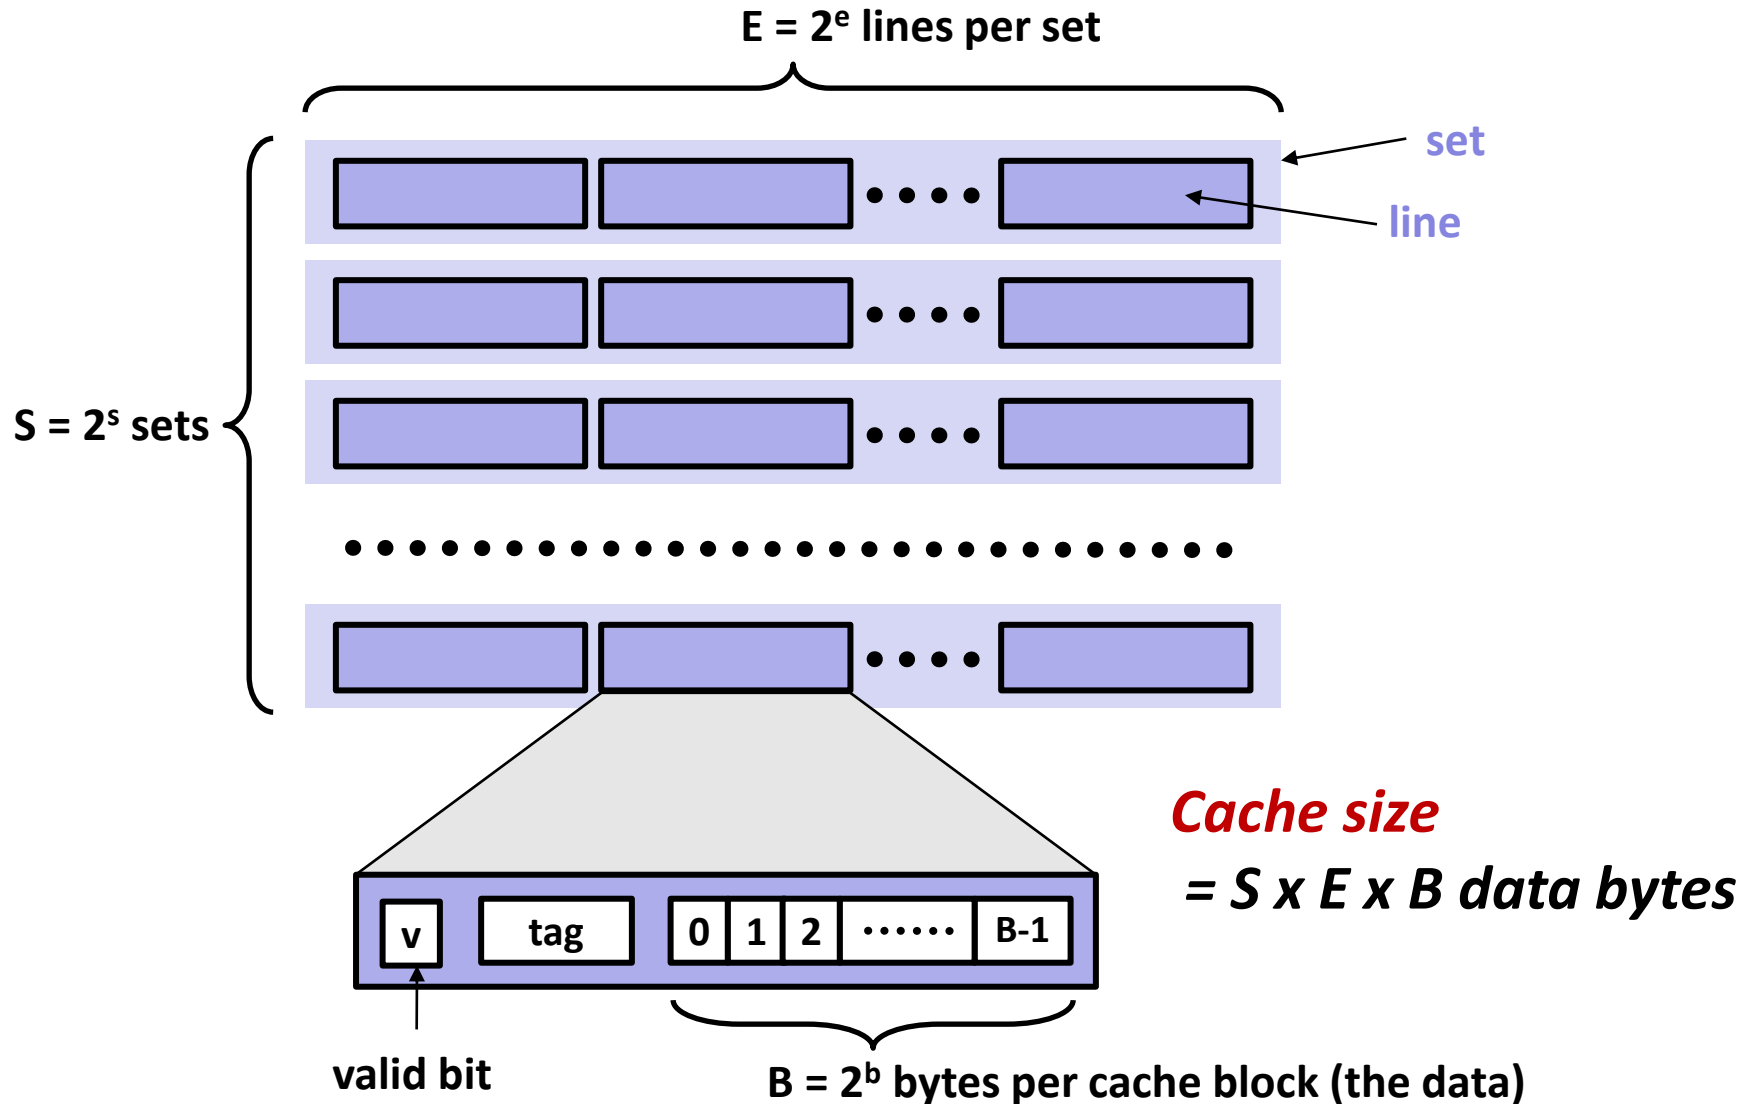 E = 2ᵉ lines per set
set
line
S = 2ˢ sets
Cache size
= S x E x B data bytes
v tag 0 1 2 •••••• B-1
valid bit
B = 2ᵇ bytes per cache block (the data)